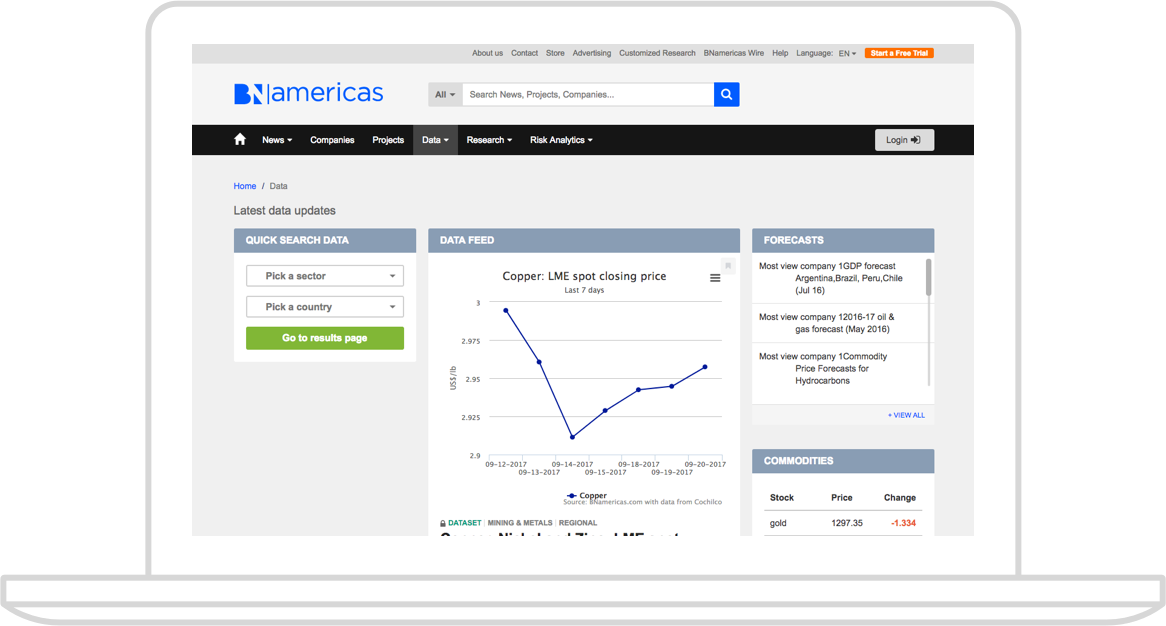 About us Contact Store Advertising Customized Research BNamericas Wire Help Language: EN Start a Free Trial
BN|americas
All Search News, Projects, Companies...
News Companies Projects Data Research Risk Analytics Login
Home / Data
Latest data updates
QUICK SEARCH DATA
Pick a sector
Pick a country
Go to results page
DATA FEED
Copper: LME spot closing price
Last 7 days
3
2.975
2.95
2.925
2.9
US$/lb
09-12-2017 09-14-2017 09-18-2017 09-20-2017
09-13-2017 09-15-2017 09-19-2017
Copper
Source: BNamericas.com with data from Cochilco
DATASET | MINING & METALS | REGIONAL
FORECASTS
Most view company 1GDP forecast
Argentina,Brazil, Peru,Chile
(Jul 16)
Most view company 12016-17 oil &
gas forecast (May 2016)
Most view company 1Commodity
Price Forecasts for
Hydrocarbons
+ VIEW ALL
COMMODITIES
Stock Price Change
gold 1297.35 -1.334